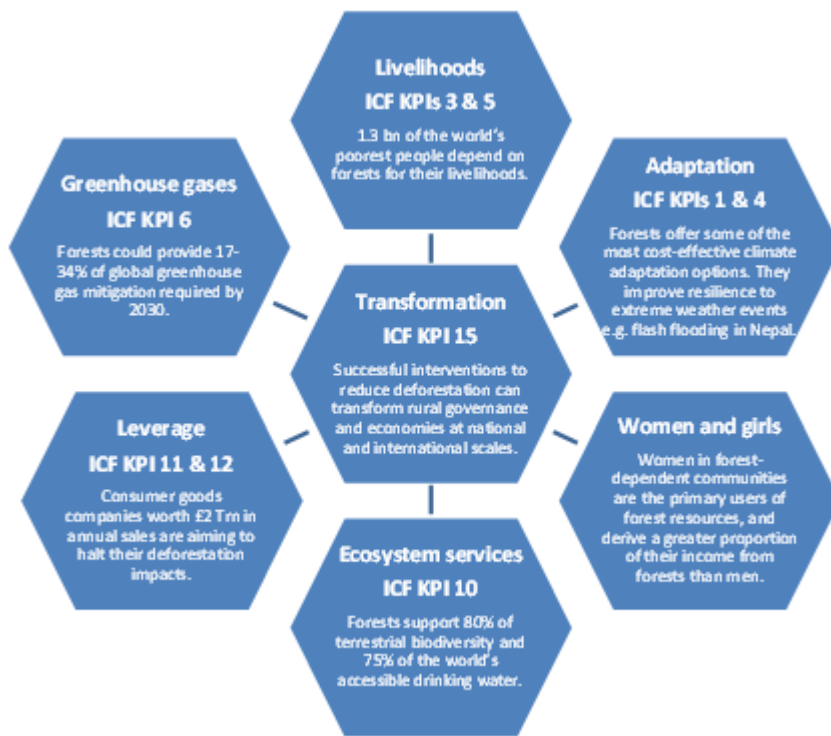 Livelihoods
ICF KPIs 3 & 5
1.3 bn of the world's
poorest people depend on
forests for their livelihoods.
Greenhouse gases
ICF KPI 6
Forests could provide 17-
34% of global greenhouse
gas mitigation required by
2030.
Adaptation
ICF KPIs 1 & 4
Forests offer some of the
most cost-effective climate
adaptation options. They
improve resilience to
extreme weather events
e.g. flash flooding in Nepal.
Transformation
ICF KPI 15
Successful interventions to
reduce deforestation can
transform rural governance
and economies at national
and international scales.
Leverage
ICF KPI 11 & 12
Consumer goods
companies worth £2 Trn in
annual sales are aiming to
halt their deforestation
impacts.
Women and girls
Women in forest-
dependent communities
are the primary users of
forest resources, and
derive a greater proportion
of their income from
forests than men.
Ecosystem services
ICF KPI 10
Forests support 80% of
terrestrial biodiversity and
75% of the world's
accessible drinking water.